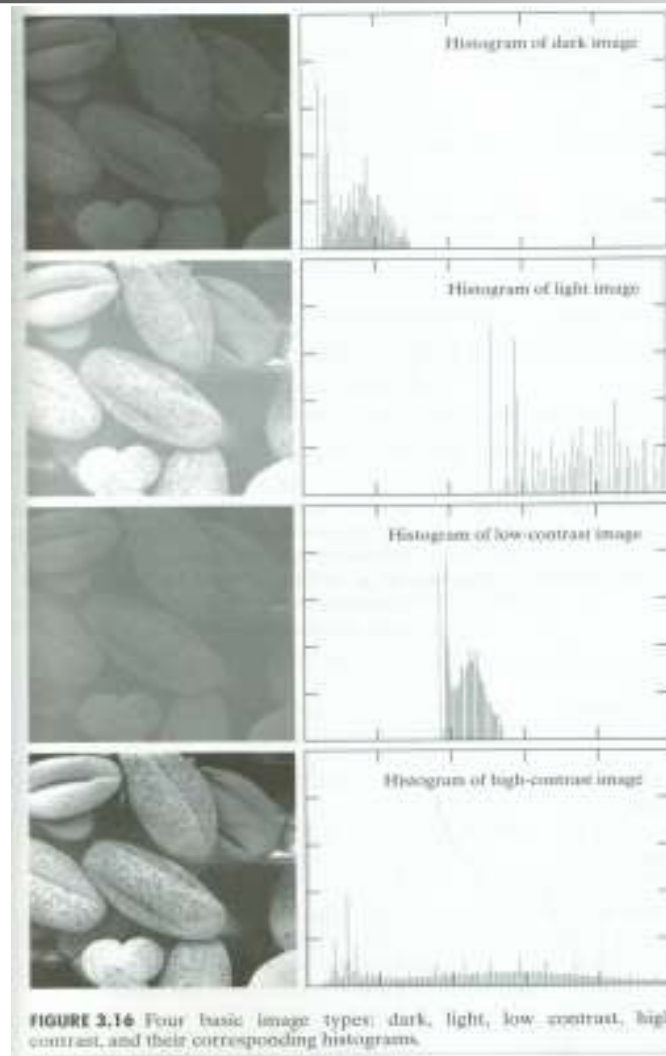 Histogram of dark image
Histogram of light image
Histogram of low-contrast image
Histogram of high-contrast image
FIGURE 3.16 Four basic image types: dark, light, low contrast, high
contrast, and their corresponding histograms.